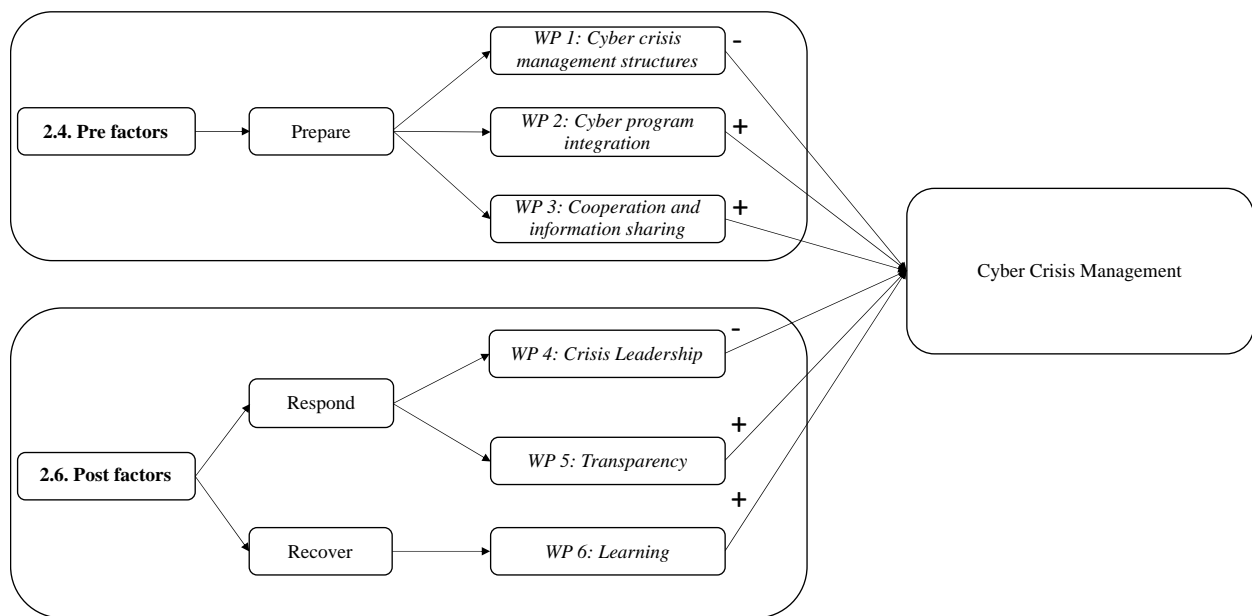 2.4. Pre factors
Prepare
WP 1: Cyber crisis
management structures
-
WP 2: Cyber program
integration
+
WP 3: Cooperation and
information sharing
+
2.6. Post factors
Respond
WP 4: Crisis Leadership
-
WP 5: Transparency
+
Recover
WP 6: Learning
+
Cyber Crisis Management